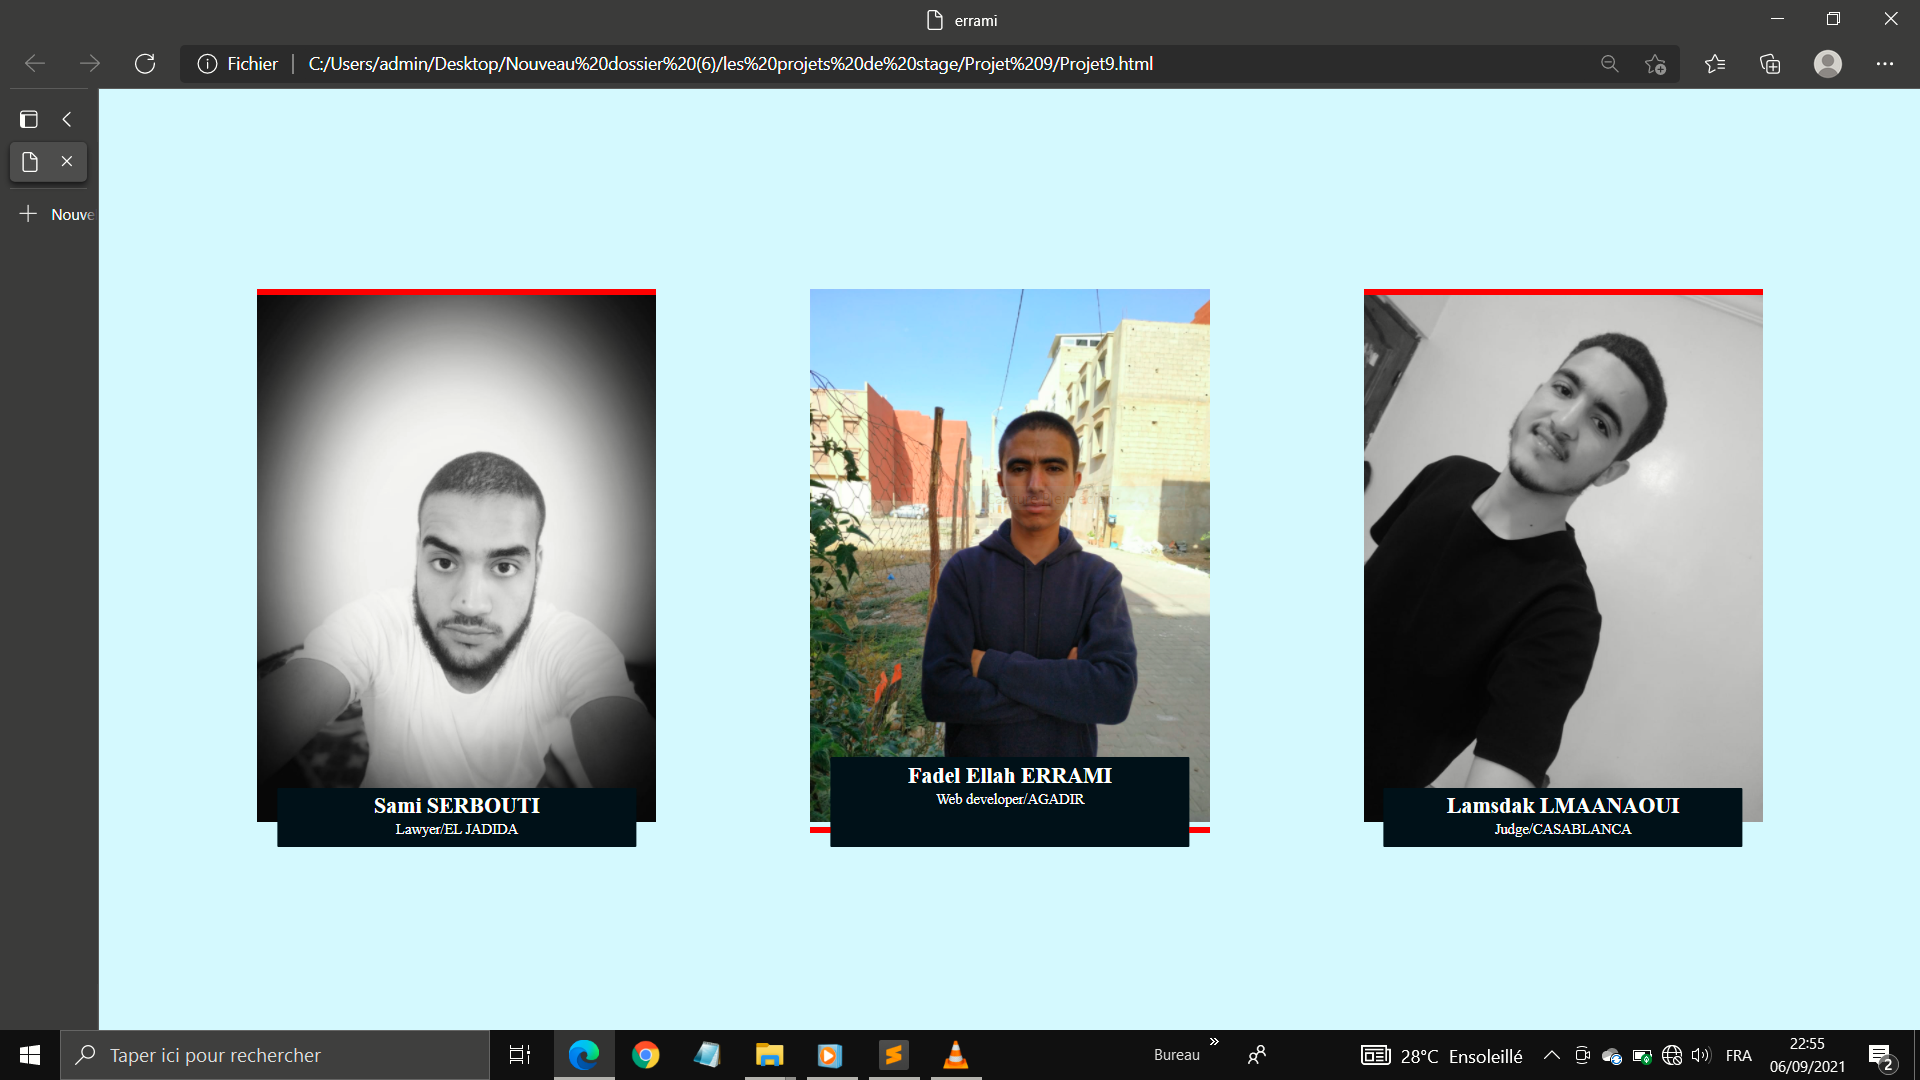 errami
Fichier
C:/Users/admin/Desktop/Nouveau%20dossier%20(6)/les%20projets%20de%20stage/Projet%209/Projet9.html
Nouve
Sami SERBOUTI
Lawyer/EL JADIDA
Fadel Ellah ERRAMI
Web developer/AGADIR
Lamsdak LMAANAOUI
Judge/CASABLANCA
Taper ici pour rechercher
Bureau
28°C Ensoleillé
FRA
22:55
06/09/2021
2